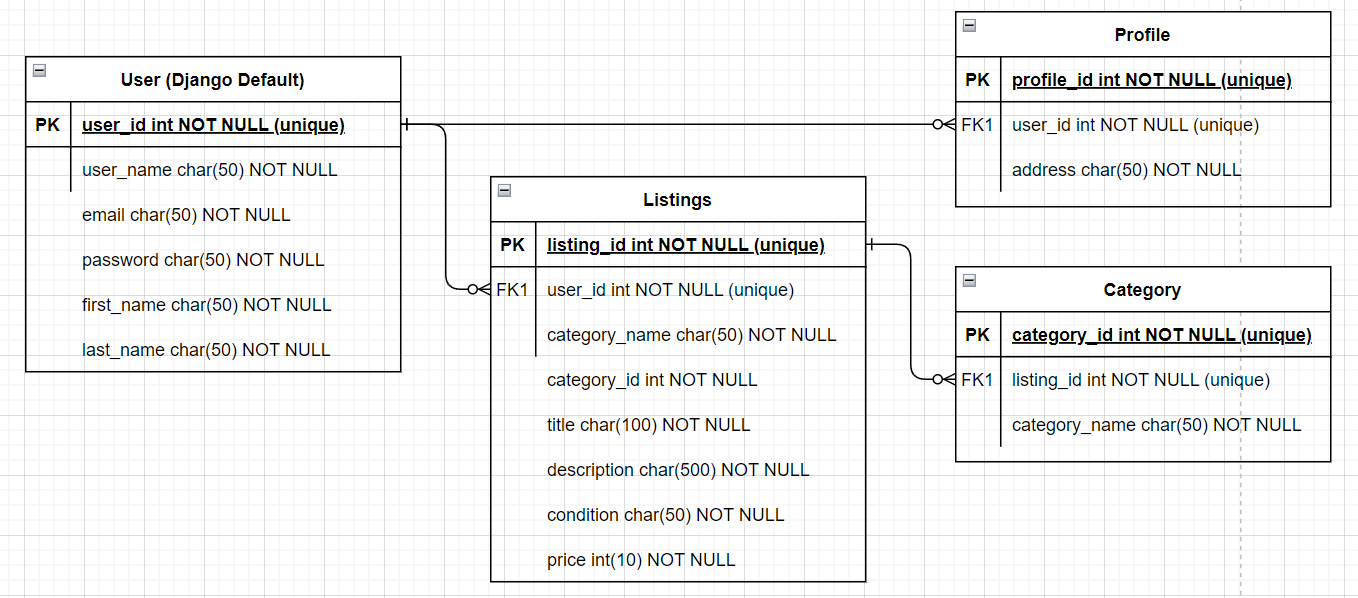 User (Django Default)
PK user_id int NOT NULL (unique)
user_name char(50) NOT NULL
email char(50) NOT NULL
password char(50) NOT NULL
first_name char(50) NOT NULL
last_name char(50) NOT NULL
Listings
PK listing_id int NOT NULL (unique)
FK1 user_id int NOT NULL (unique)
category_name char(50) NOT NULL
category_id int NOT NULL
title char(100) NOT NULL
description char(500) NOT NULL
condition char(50) NOT NULL
price int(10) NOT NULL
Profile
PK profile_id int NOT NULL (unique)
FK1 user_id int NOT NULL (unique)
address char(50) NOT NULL
Category
PK category_id int NOT NULL (unique)
FK1 listing_id int NOT NULL (unique)
category_name char(50) NOT NULL